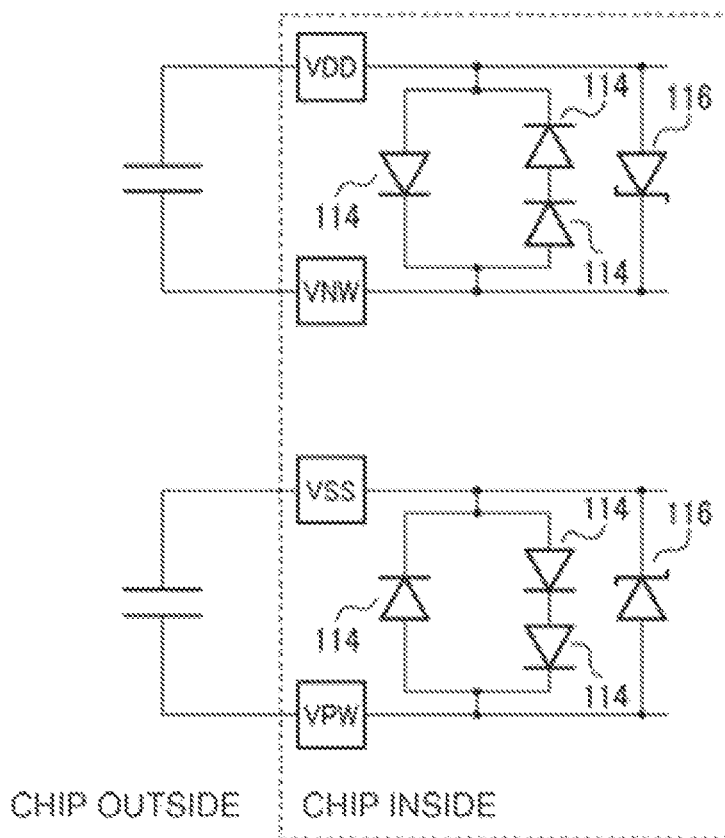 VDD
114
116
114
114
VNW
VSS
114
116
114
114
VPW
CHIP OUTSIDE
CHIP INSIDE